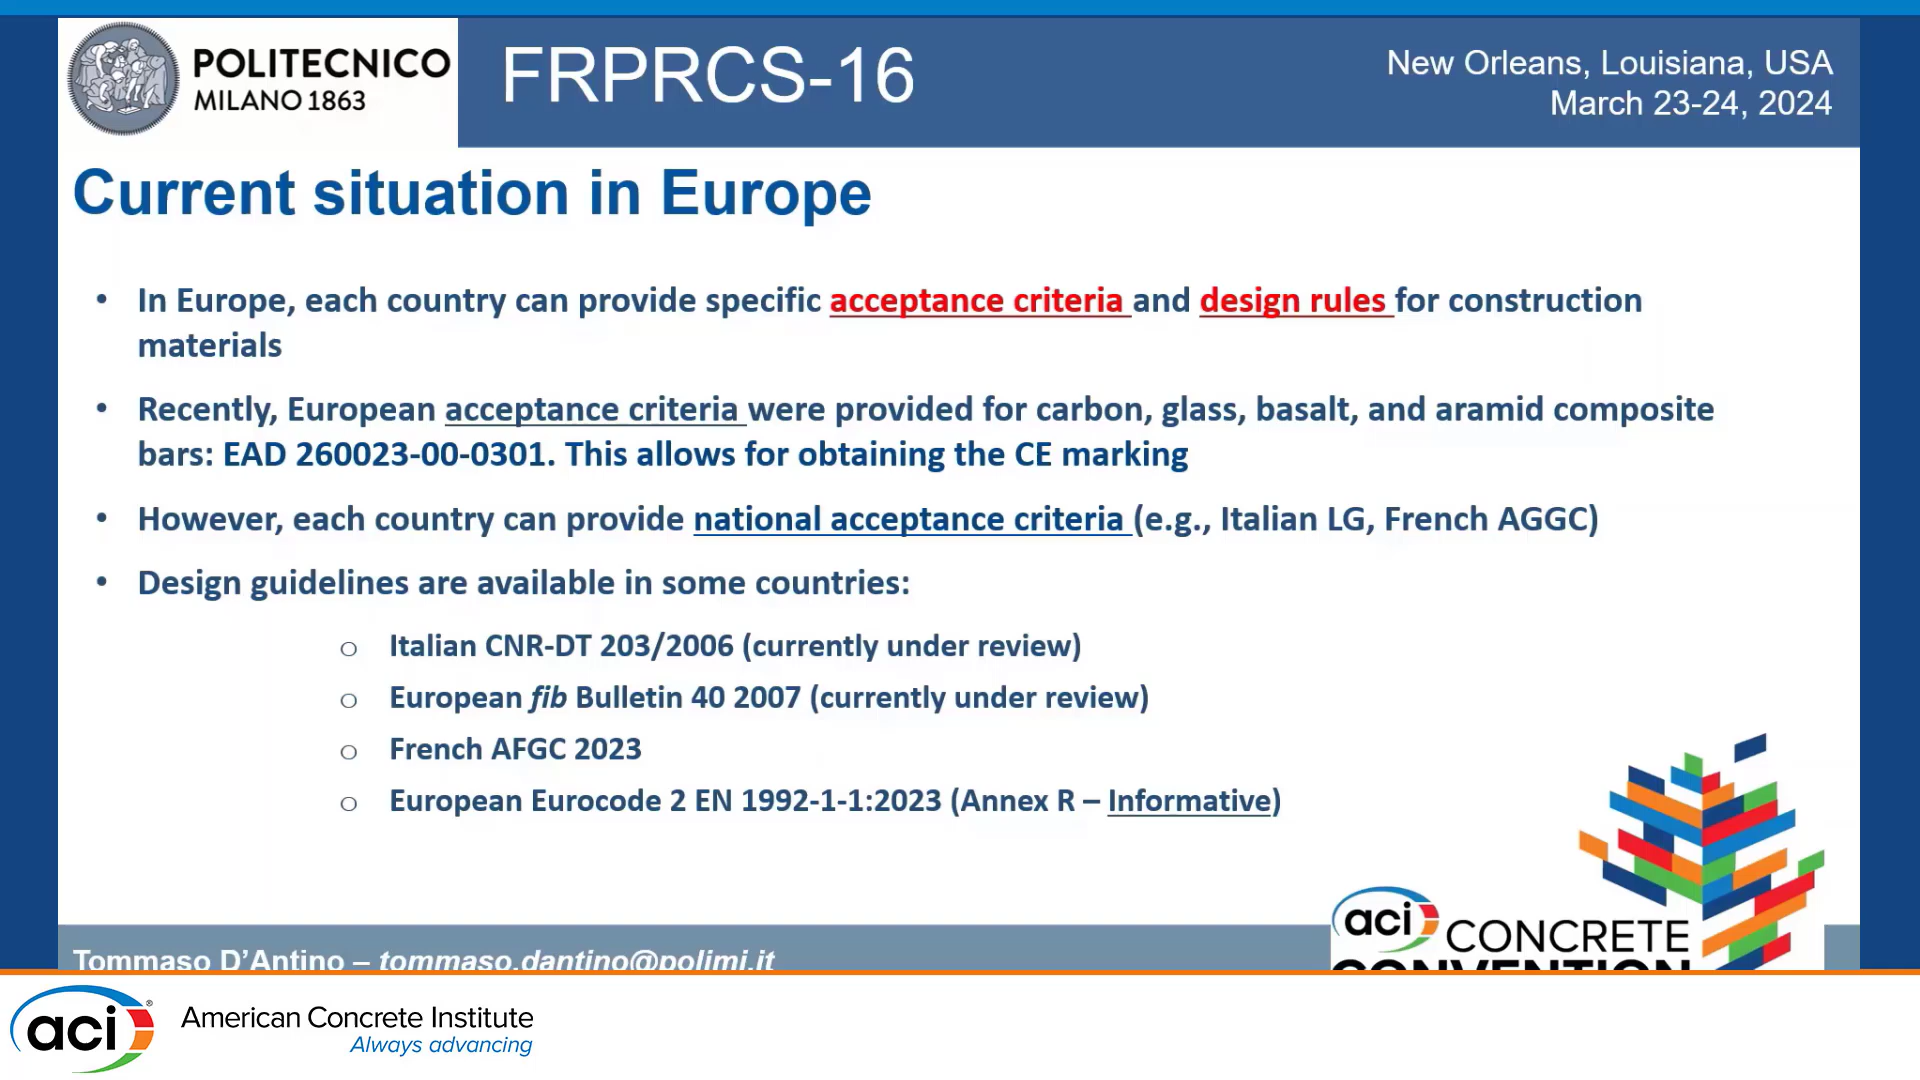 POLITECNICO
MILANO 1863
FRPRCS-16
New Orleans, Louisiana, USA
March 23-24, 2024
Current situation in Europe
• In Europe, each country can provide specific acceptance criteria and design rules for construction
materials
• Recently, European acceptance criteria were provided for carbon, glass, basalt, and aramid composite
bars: EAD 260023-00-0301. This allows for obtaining the CE marking
• However, each country can provide national acceptance criteria (e.g., Italian LG, French AGGC)
• Design guidelines are available in some countries:
o Italian CNR-DT 203/2006 (currently under review)
o European fib Bulletin 40 2007 (currently under review)
o French AFGC 2023
o European Eurocode 2 EN 1992-1-1:2023 (Annex R – Informative)
Tommaso D'Antino – tommaso.dantino@polimi.it
aci CONCRETE
CONVENTION
aci® American Concrete Institute
Always advancing